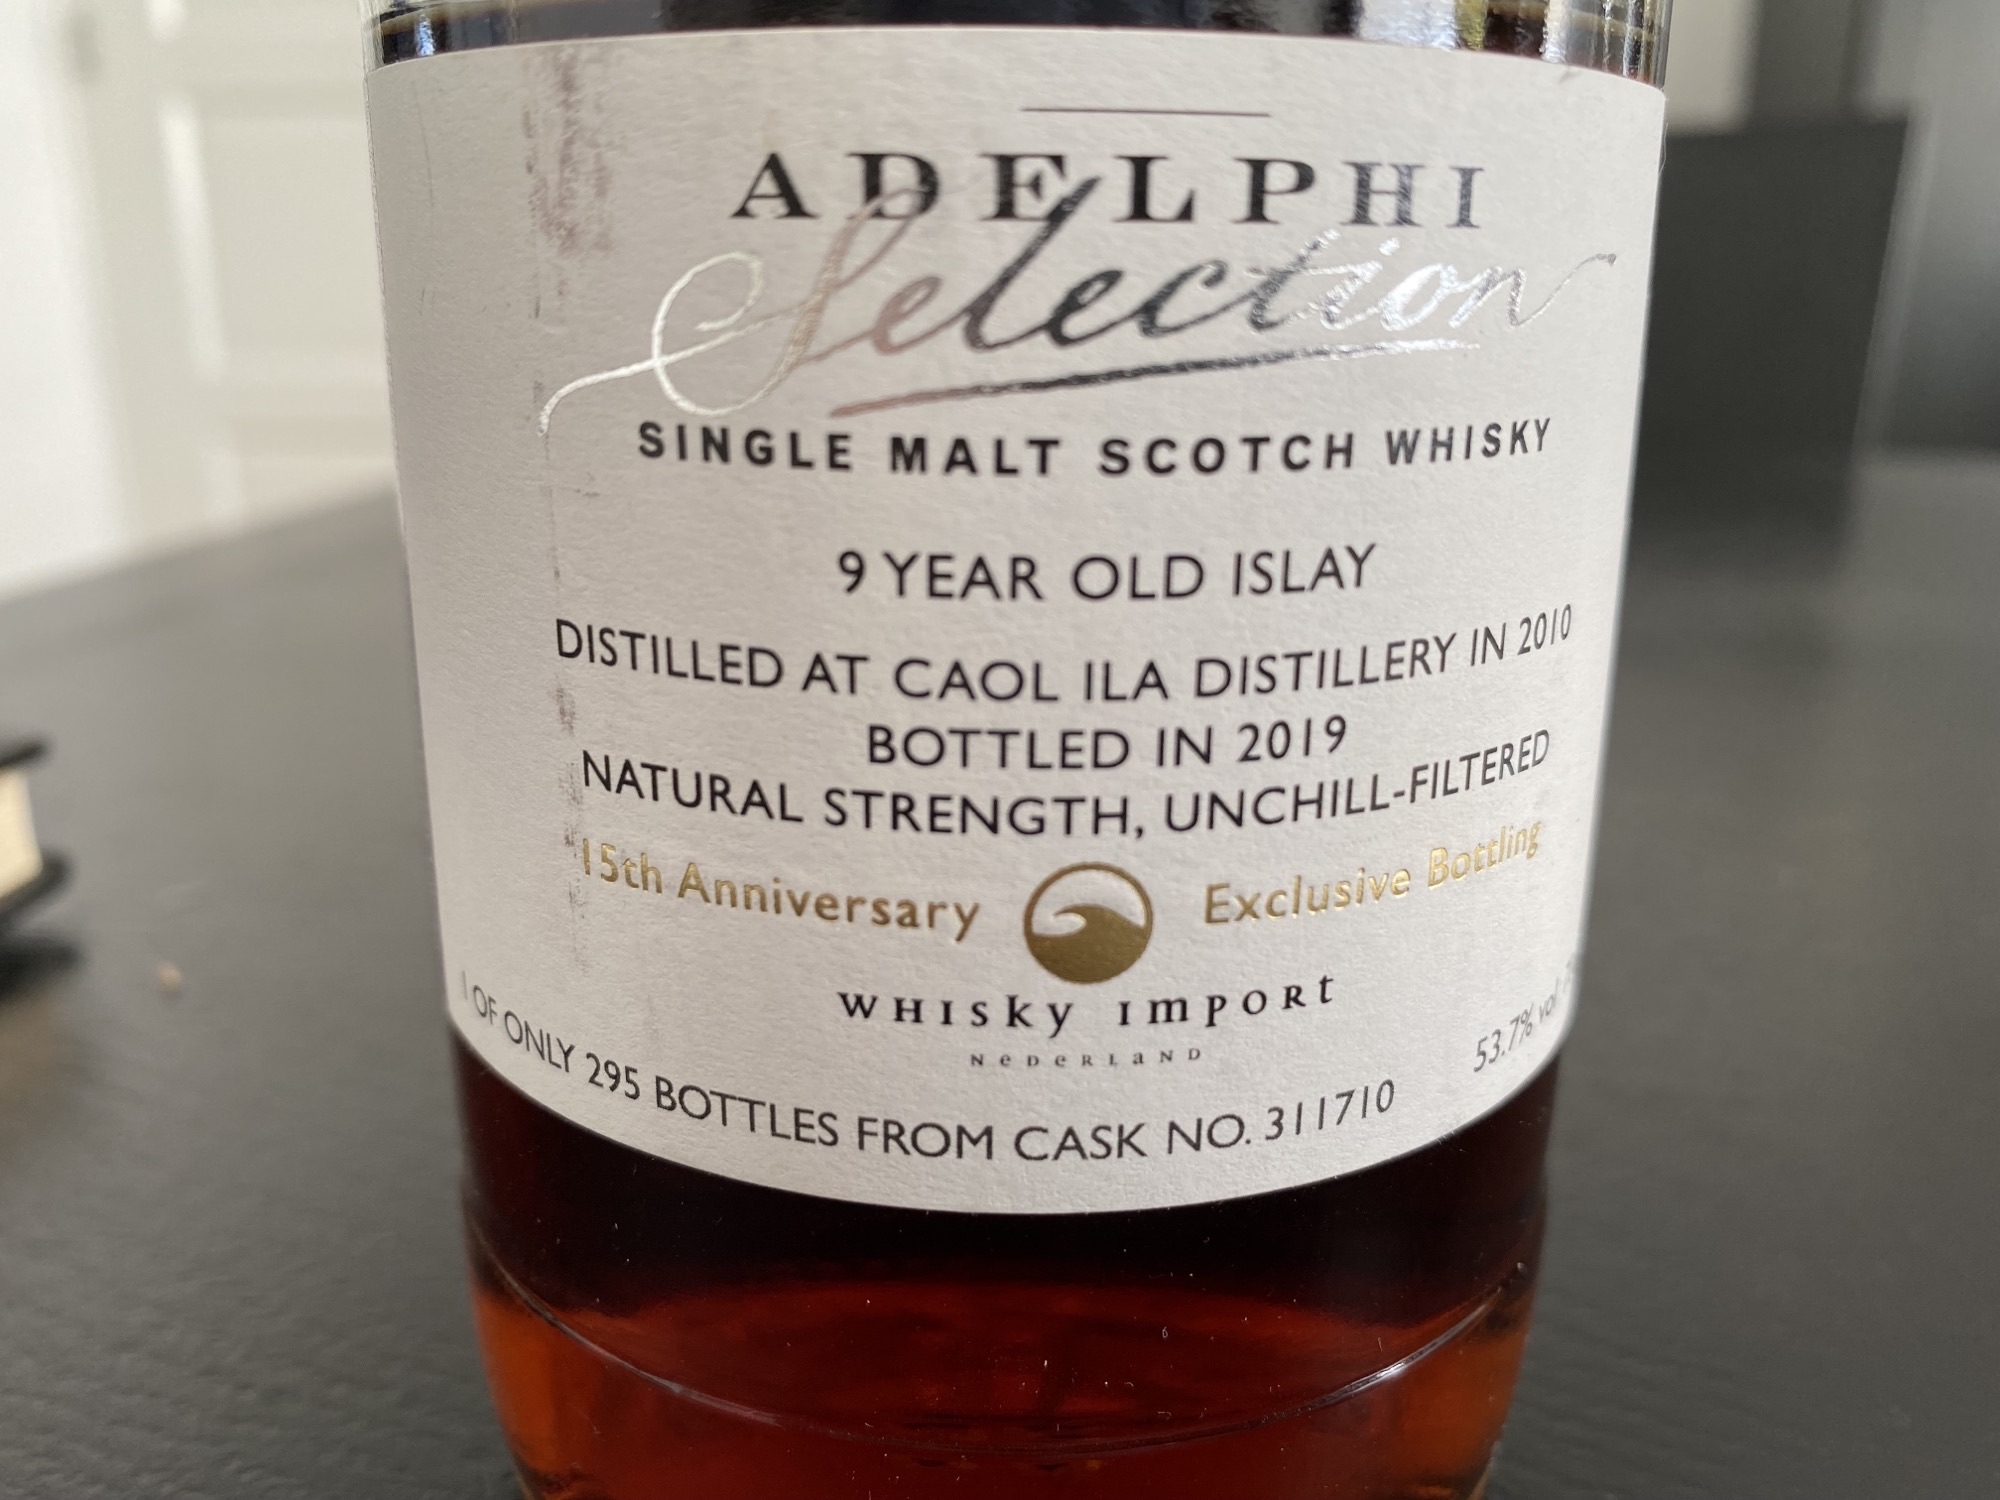 ADELPHI
Selection
SINGLE MALT SCOTCH WHISKY
9 YEAR OLD ISLAY
DISTILLED AT CAOL ILA DISTILLERY IN 2010
BOTTLED IN 2019
NATURAL STRENGTH, UNCHILL-FILTERED
15th Anniversary Exclusive Bottling
whisky import
nederland
1 OF ONLY 295 BOTTLES FROM CASK NO. 311710
53.7% vol